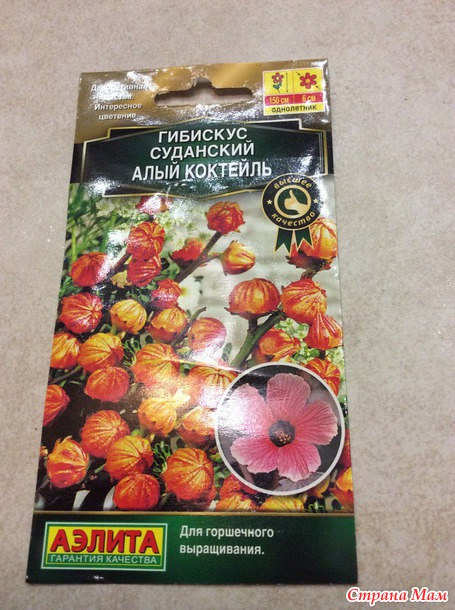 Декоративная
Интересное
цветение
150 см
6 см
однолетник
ГИБИСКУС
СУДАНСКИЙ
АЛЫЙ КОКТЕЙЛЬ
высшее
качество
АЭЛИТА
ГАРАНТИЯ КАЧЕСТВА
Для горшечного
выращивания.
Страна Мам